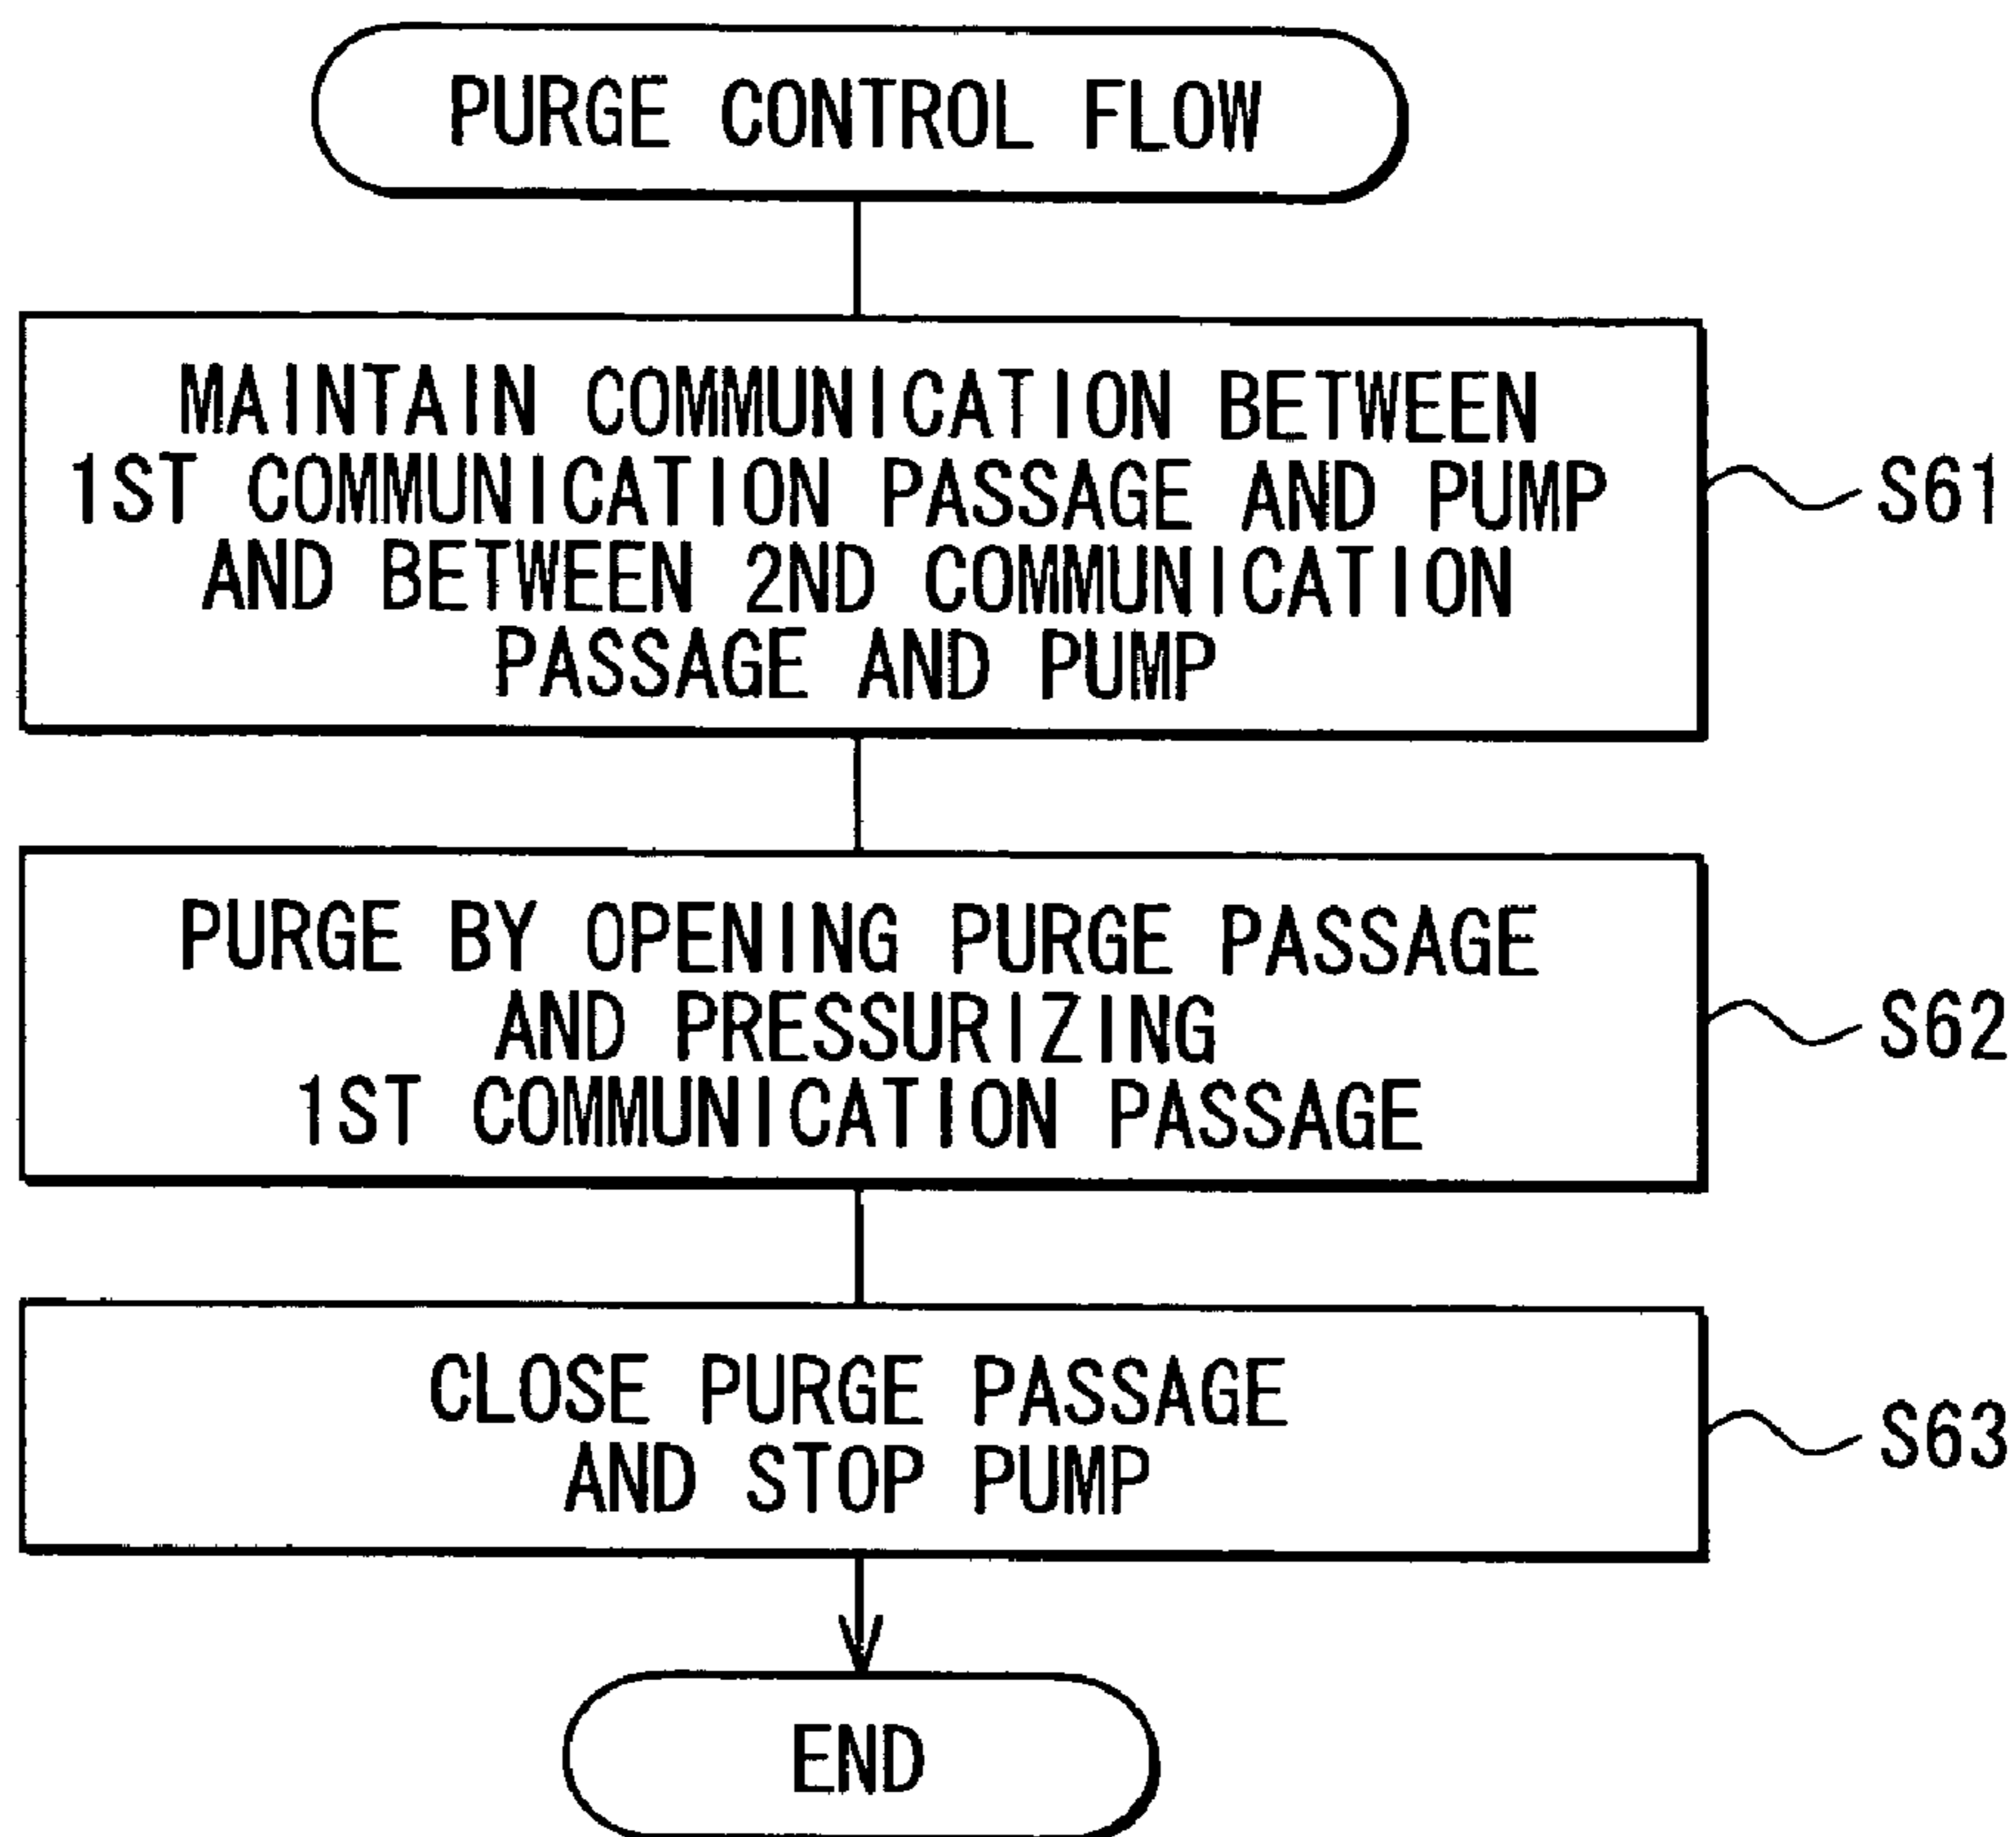 PURGE CONTROL FLOW
MAINTAIN COMMUNICATION BETWEEN
1ST COMMUNICATION PASSAGE AND PUMP
AND BETWEEN 2ND COMMUNICATION
PASSAGE AND PUMP
S61
PURGE BY OPENING PURGE PASSAGE
AND PRESSURIZING
1ST COMMUNICATION PASSAGE
S62
CLOSE PURGE PASSAGE
AND STOP PUMP
S63
END